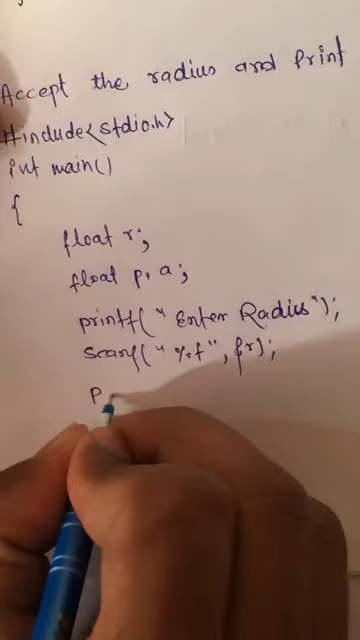 Accept the radius and Print
#include<stdio.h>
int main()
{
float r;
float p, a;
printf("Enter Radius");
scanf("%f", &r);
P